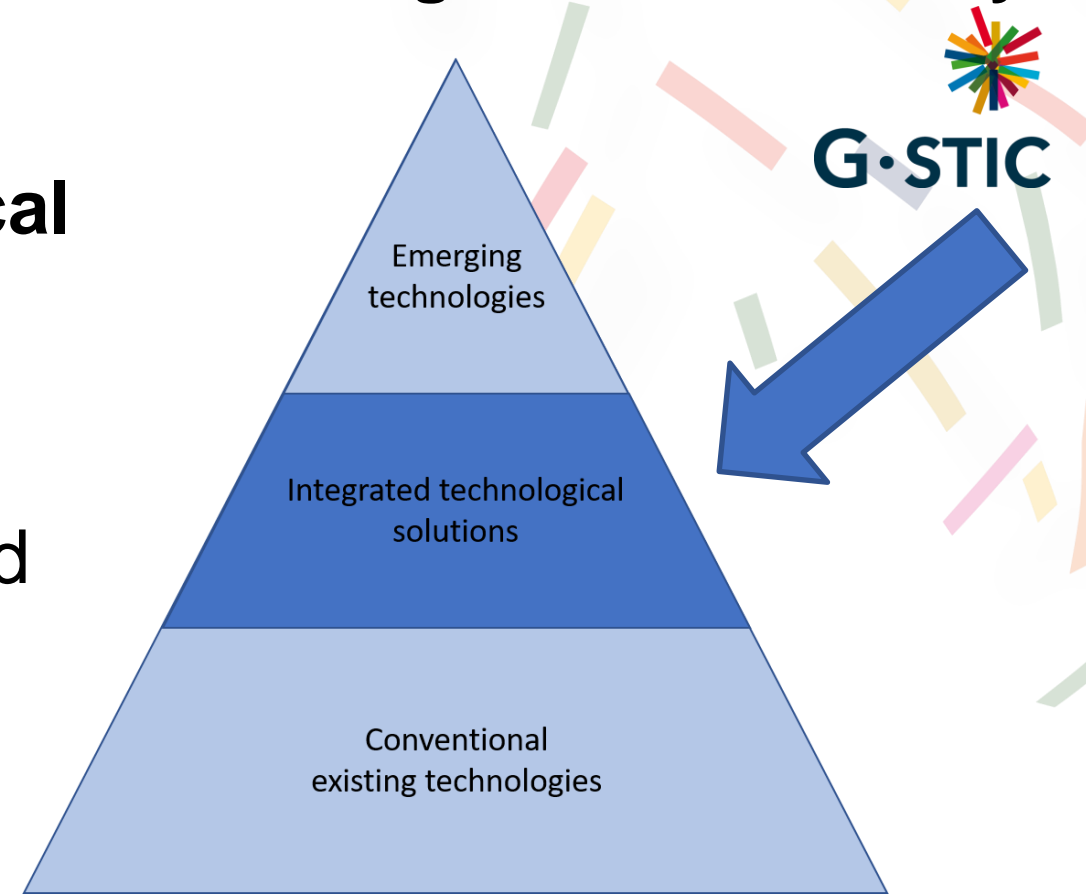 G·STIC
cal
Emerging
technologies
Integrated technological
solutions
d
Conventional
existing technologies